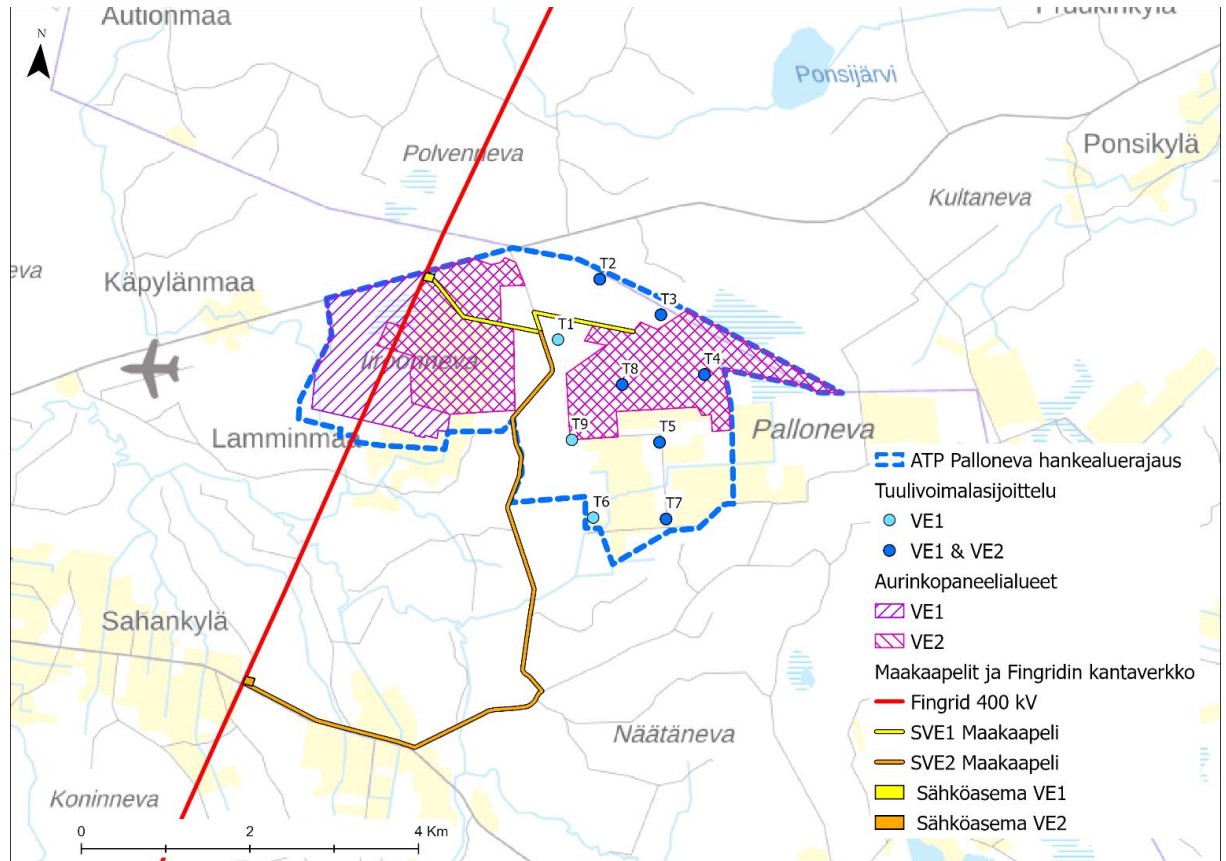 Autionmaa
N
Ponsijärvi
Polvenneva
Ponsikylä
Kultaneva
eva
Käpylänmaa
T2
T3
T1
T8
T4
Lamminmaa
T9
T5
Palloneva
T6
T7
Sahankylä
Näätäneva
Koninneva
0 2 4 Km
ATP Palloneva hankealuerajaus
Tuulivoimalasijoittelu
VE1
VE1 & VE2
Aurinkopaneelialueet
VE1
VE2
Maakaapelit ja Fingridin kantaverkko
Fingrid 400 kV
SVE1 Maakaapeli
SVE2 Maakaapeli
Sähköasema VE1
Sähköasema VE2